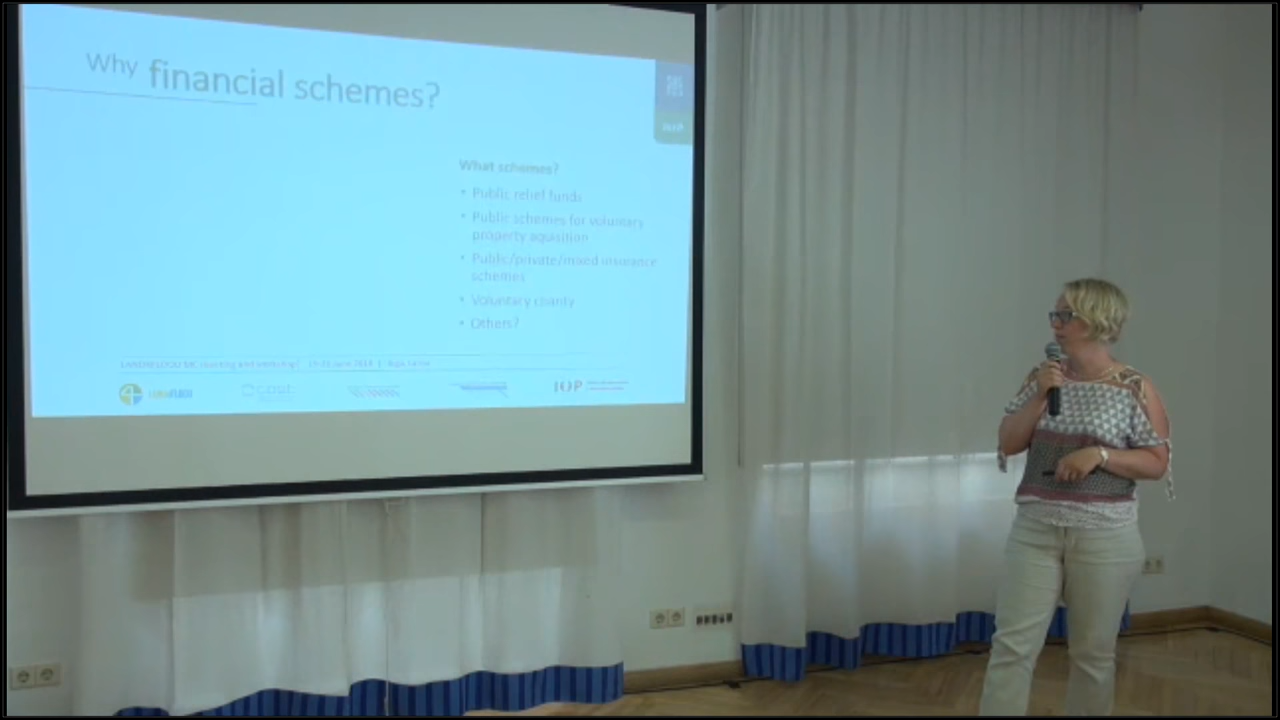 Why financial schemes?
What schemes?
• Public relief funds
• Public schemes for voluntary
property aquisition
• Public/private/mixed insurance
schemes
• Voluntary charity
• Others?
LAND4FLOOD
IOP